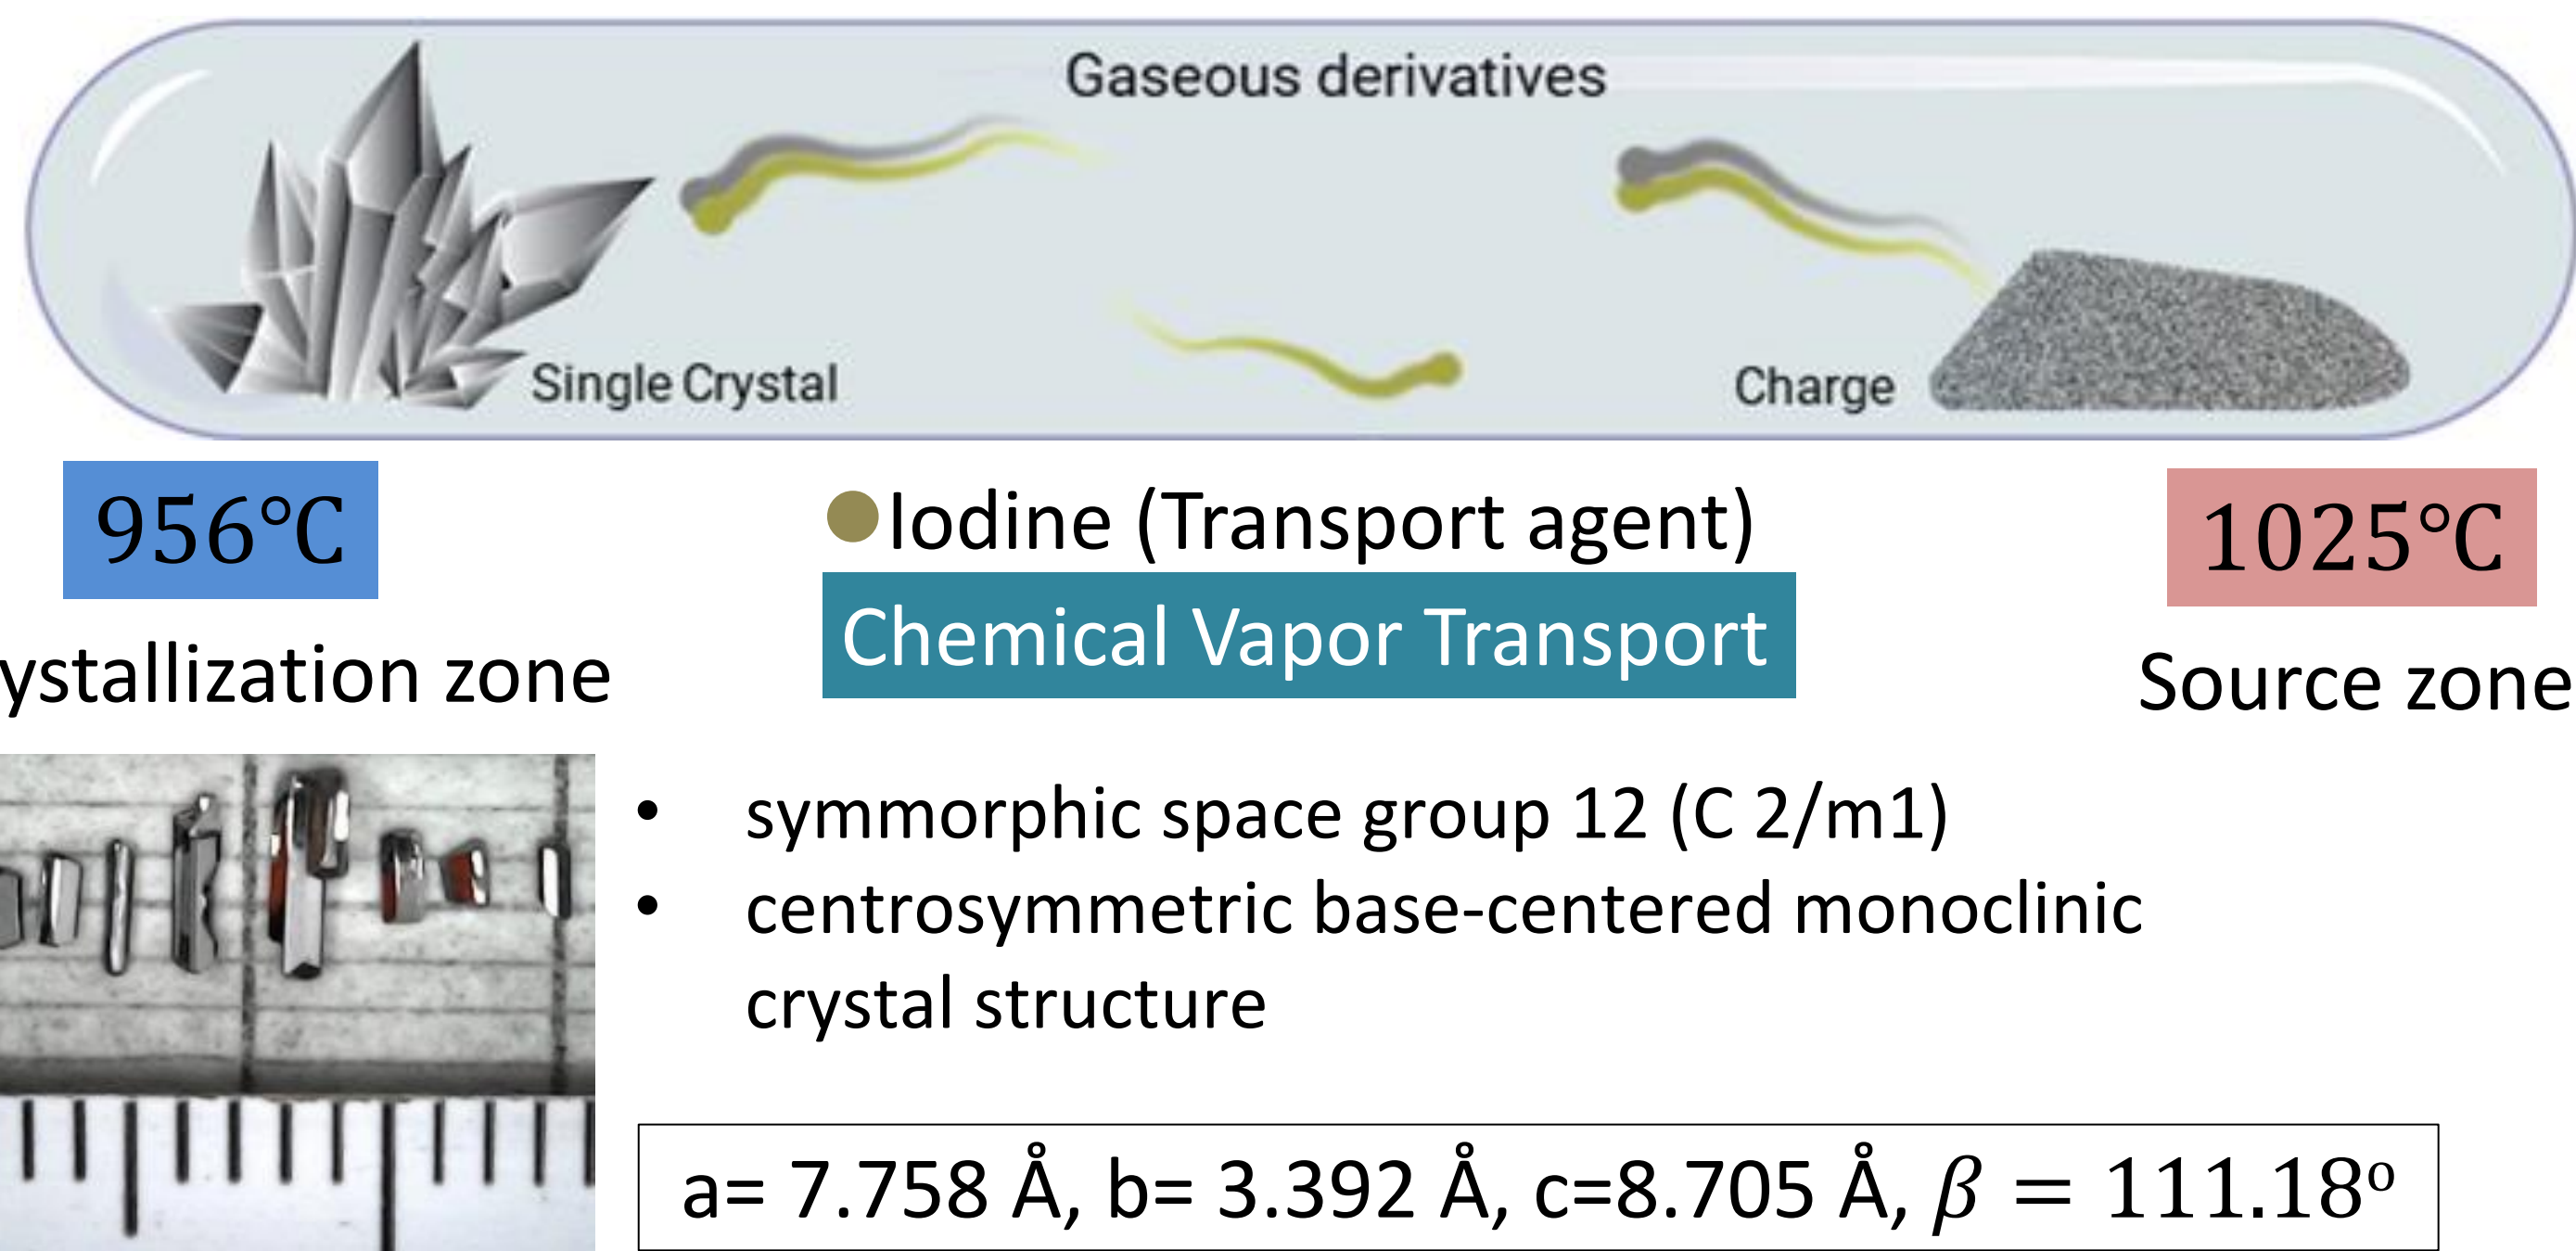 Gaseous derivatives
Single Crystal
Charge
956°C
Iodine (Transport agent)
1025°C
Chemical Vapor Transport
ystallization zone
Source zone
• symmorphic space group 12 (C 2/m1)
• centrosymmetric base-centered monoclinic
crystal structure
a= 7.758 Å, b= 3.392 Å, c=8.705 Å, β = 111.18º